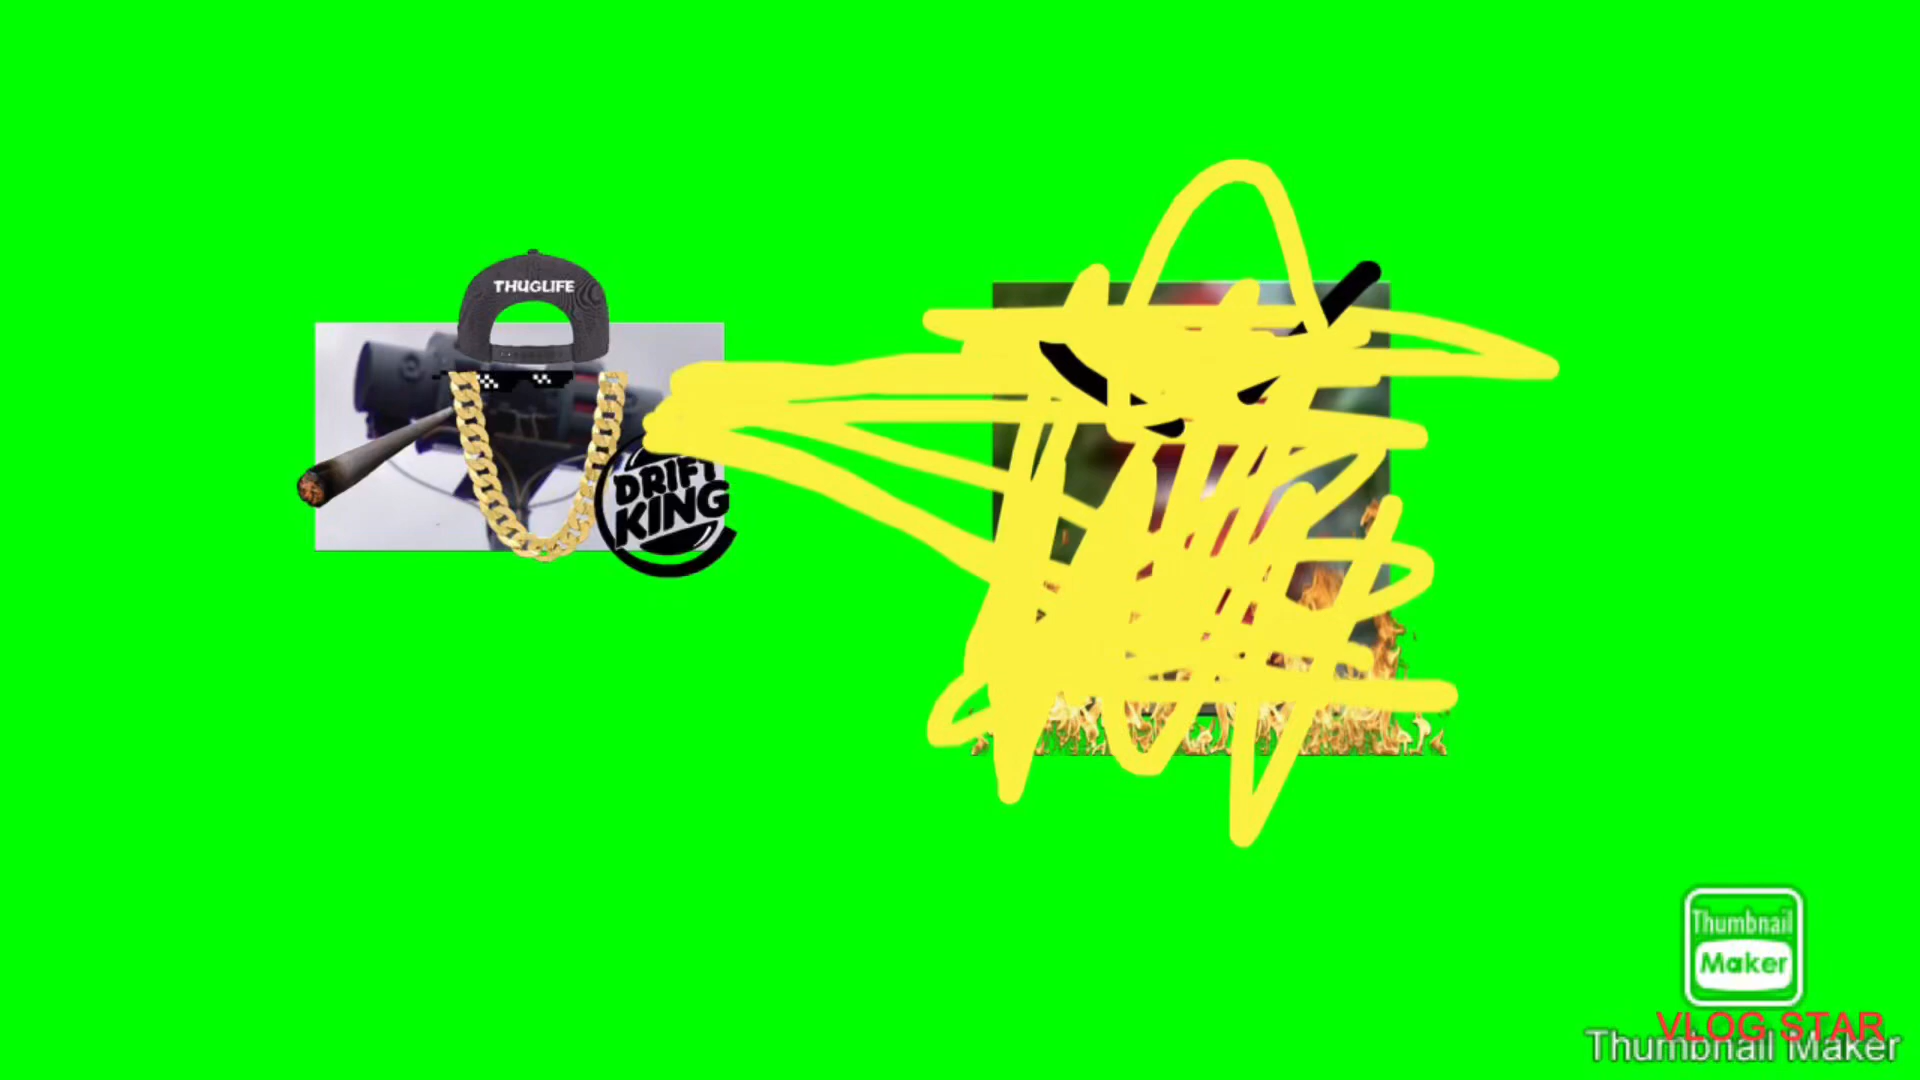 THUGLIFE
DRIFT
KING
Thumbnail
Maker
VLOG STAR
Thumbnail Maker